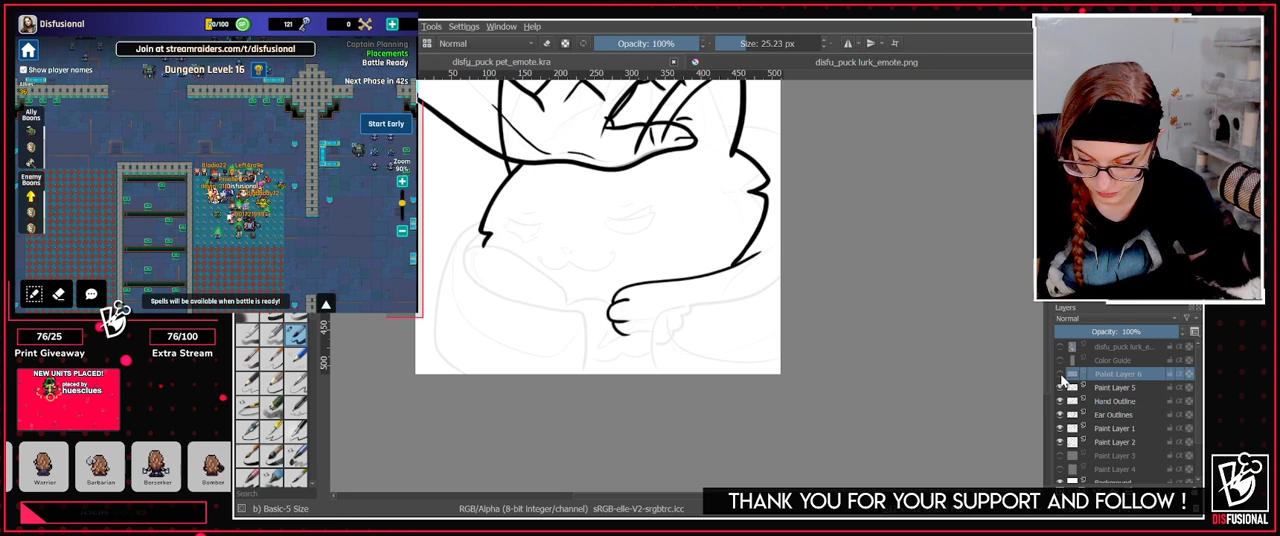 Disfusional
0/100
121
0
Join at streamraiders.com/t/disfusional
Show player names
Dungeon Level: 16
Captain Planning
Placements
Battle Ready
Next Phase in 42s
Start Early
Ally
Boons
Enemy
Boons
Zoom
90%
Spells will be available when battle is ready!
76/25
Print Giveaway
76/100
Extra Stream
NEW UNITS PLACED!
placed by
huesclues
Warrior
Barbarian
Berserker
Bomber
Tools
Settings
Window
Help
Normal
Opacity: 100%
Size: 25.23 px
disfy_puck pet_emote.kra
disfu_puck lurk_emote.png
50
100
150
200
250
300
350
400
450
500
450
500
Search
b) Basic-5 Size
RGB/Alpha (8-bit integer/channel) sRGB-elle-V2-srgbtrc.icc
Layers
Normal
Opacity: 100%
disfu_puck lurk_e...
Color Guide
Paint Layer 6
Paint Layer 5
Hand Outline
Ear Outlines
Paint Layer 1
Paint Layer 2
Paint Layer 3
Paint Layer 4
THANK YOU FOR YOUR SUPPORT AND FOLLOW !
DISFUSIONAL